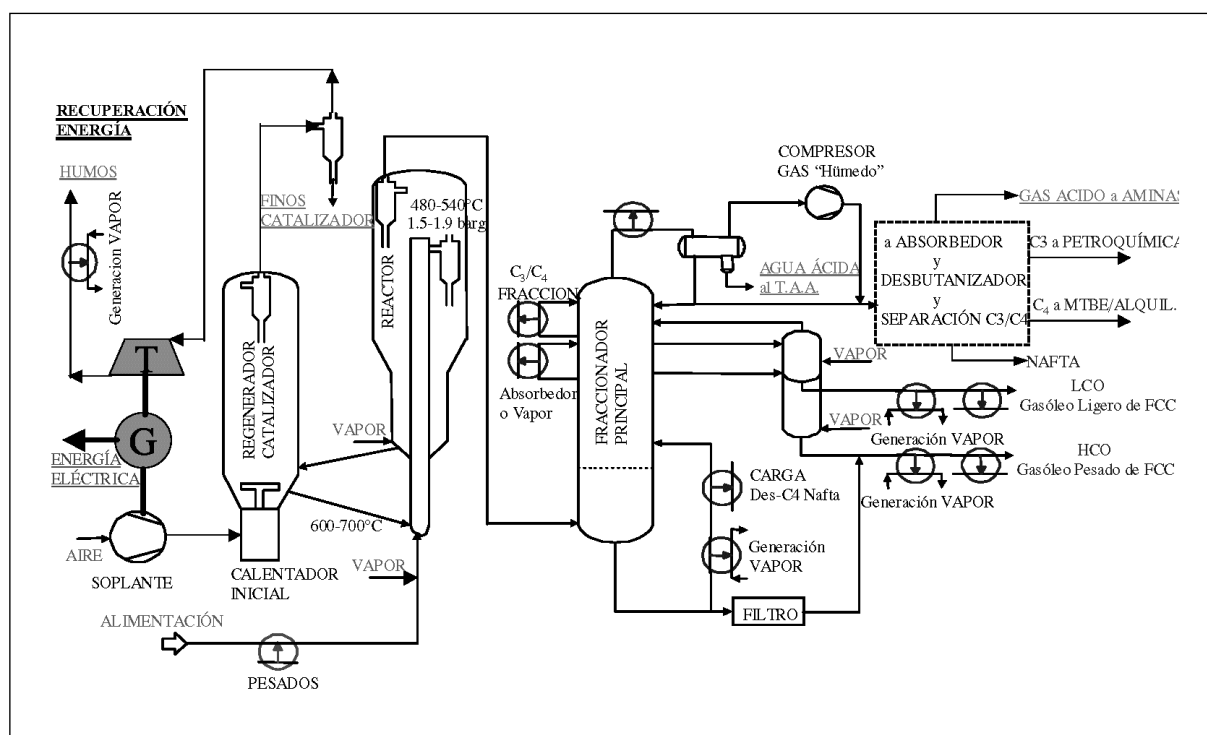 RECUPERACIÓN
ENERGÍA
HUMOS
Generacion VAPOR
FINOS
CATALIZADOR
480-540°C
1.5-1.9 barg
REACTOR
REGENERADOR
CATALIZADOR
T
G
ENERGÍA
ELÉCTRICA
AIRE
SOPLANTE
CALENTADOR
INICIAL
600-700°C
VAPOR
VAPOR
ALIMENTACIÓN
PESADOS
C3/C4
FRACCION
Absorbedor
o Vapor
FRACCIONADOR
PRINCIPAL
COMPRESOR
GAS “Hümedo”
AGUA ÁCIDA
al T.A.A.
a ABSORBEDOR
y
DESBUTANIZADOR
y
SEPARACIÓN C3/C4
GAS ACIDO a AMINAS
C3 a PETROQUÍMICA
C4 a MTBE/ALQUIL.
NAFTA
VAPOR
LCO
Gasóleo Ligero de FCC
VAPOR
Generación VAPOR
HCO
Gasóleo Pesado de FCC
Generación VAPOR
CARGA
Des-C4 Nafta
Generación
VAPOR
FILTRO